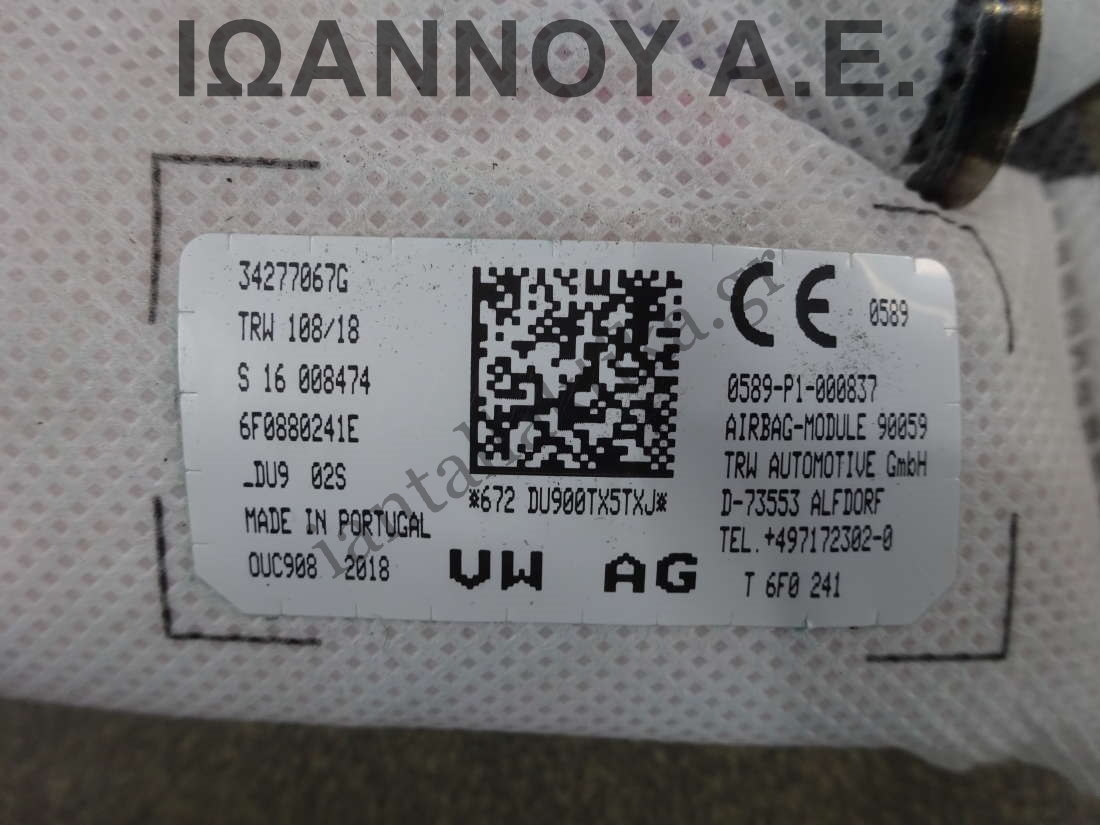 ΙΩΑΝΝΟΥ Α.Ε.
34277067G
TRW 108/18
S 16 008474
6F0880241E
_DU9 02S
MADE IN PORTUGAL
OUC908 2018
*672 DU900TX5TXJ*
VW AG
CE 0589
0589-P1-000837
AIRBAG-MODULE 90059
TRW AUTOMOTIVE GmbH
D-73553 ALFDORF
TEL.+497172302-0
T 6F0 241